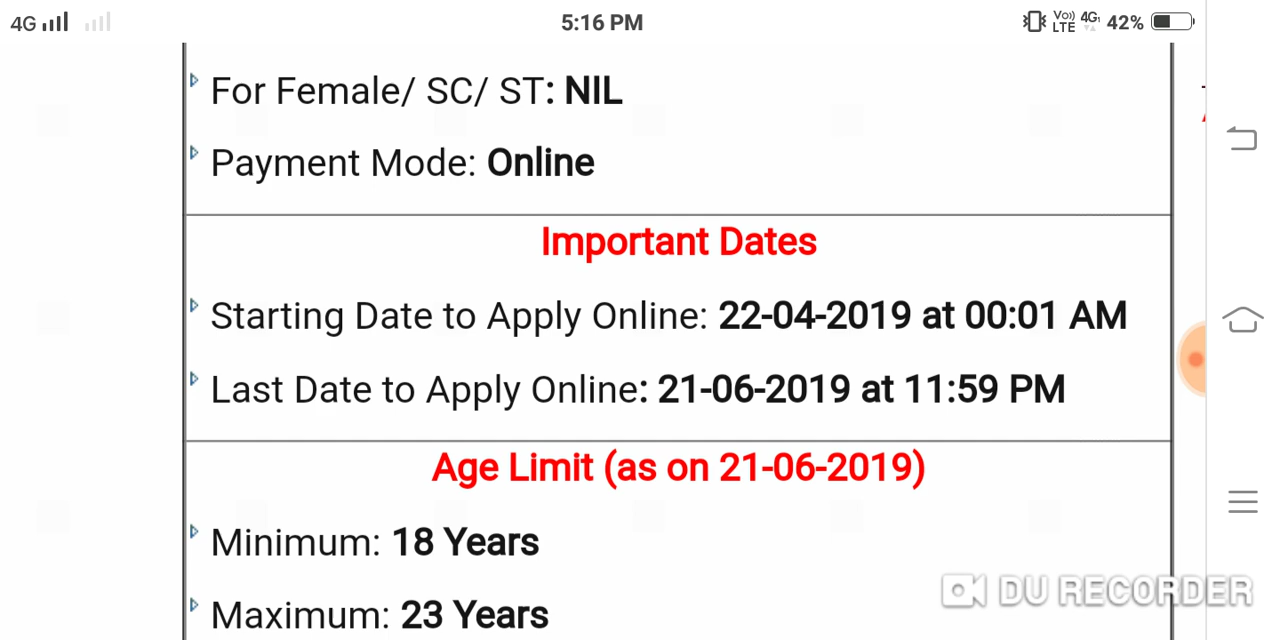 4G 5:16 PM Vo)) LTE 4G 42%
For Female/ SC/ ST: NIL
Payment Mode: Online
Important Dates
Starting Date to Apply Online: 22-04-2019 at 00:01 AM
Last Date to Apply Online: 21-06-2019 at 11:59 PM
Age Limit (as on 21-06-2019)
Minimum: 18 Years
Maximum: 23 Years
DU RECORDER